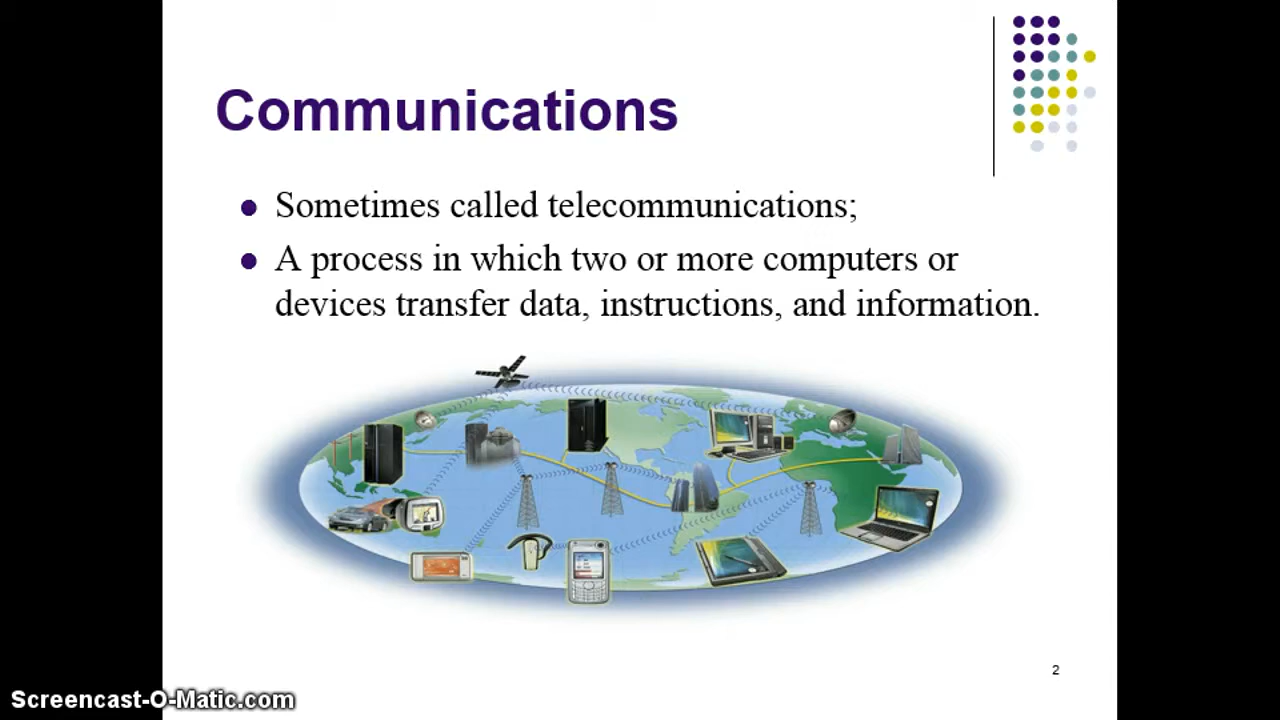 Communications
Sometimes called telecommunications;
A process in which two or more computers or
devices transfer data, instructions, and information.
2
Screencast-O-Matic.com